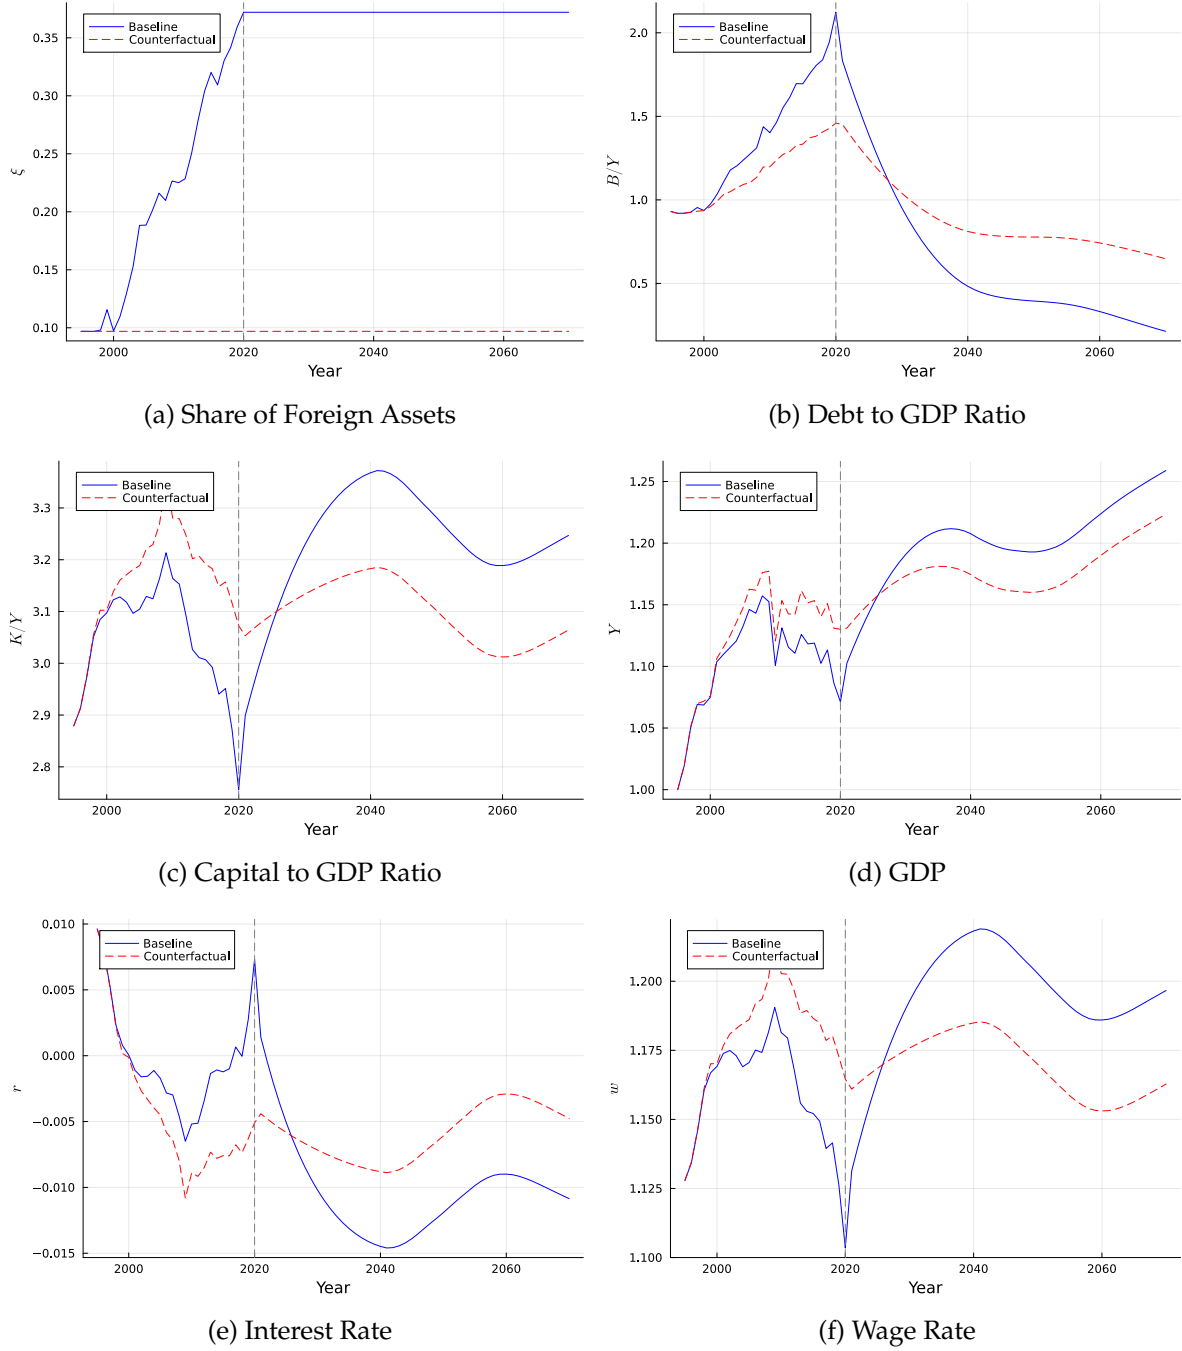 Baseline
Counterfactual
0.35
0.30
0.25
0.20
0.15
0.10
ξ
2000
2020
2040
2060
Year
(a) Share of Foreign Assets
Baseline
Counterfactual
2.0
1.5
1.0
0.5
B/Y
2000
2020
2040
2060
Year
(b) Debt to GDP Ratio
Baseline
Counterfactual
3.3
3.2
3.1
3.0
2.9
2.8
K/Y
2000
2020
2040
2060
Year
(c) Capital to GDP Ratio
Baseline
Counterfactual
1.25
1.20
1.15
1.10
1.05
1.00
Y
2000
2020
2040
2060
Year
(d) GDP
Baseline
Counterfactual
0.010
0.005
0.000
−0.005
−0.010
−0.015
r
2000
2020
2040
2060
Year
(e) Interest Rate
Baseline
Counterfactual
1.200
1.175
1.150
1.125
1.100
w
2000
2020
2040
2060
Year
(f) Wage Rate